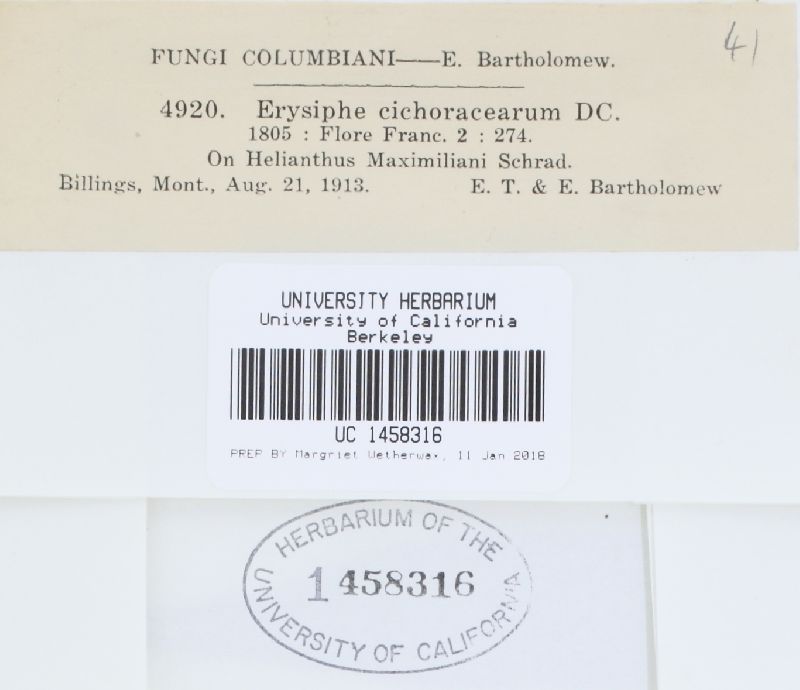 41
FUNGI COLUMBIANI——E. Bartholomew.
4920. Erysiphe cichoracearum DC.
1805 : Flore Franc. 2 : 274.
On Helianthus Maximiliani Schrad.
Billings, Mont., Aug. 21, 1913. E. T. & E. Bartholomew
UNIVERSITY HERBARIUM
University of California
Berkeley
UC 1458316
PREP BY Margriet Wetherwax, 11 Jan 2018
HERBARIUM OF THE
1458316
UNIVERSITY OF CALIFORNIA